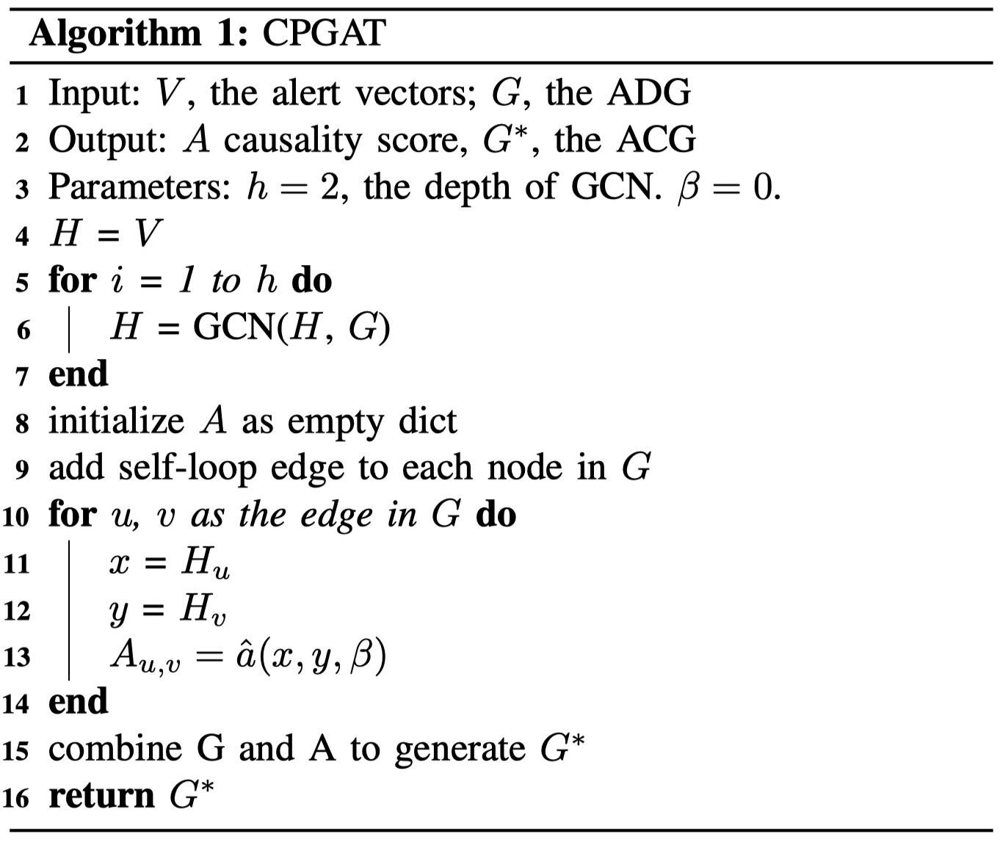 Algorithm 1: CPGAT
1 Input: V, the alert vectors; G, the ADG
2 Output: A causality score, G*, the ACG
3 Parameters: h = 2, the depth of GCN. β = 0.
4 H = V
5 for i = 1 to h do
6 H = GCN(H, G)
7 end
8 initialize A as empty dict
9 add self-loop edge to each node in G
10 for u, v as the edge in G do
11 x = H_u
12 y = H_v
13 A_{u,v} = â(x, y, β)
14 end
15 combine G and A to generate G*
16 return G*